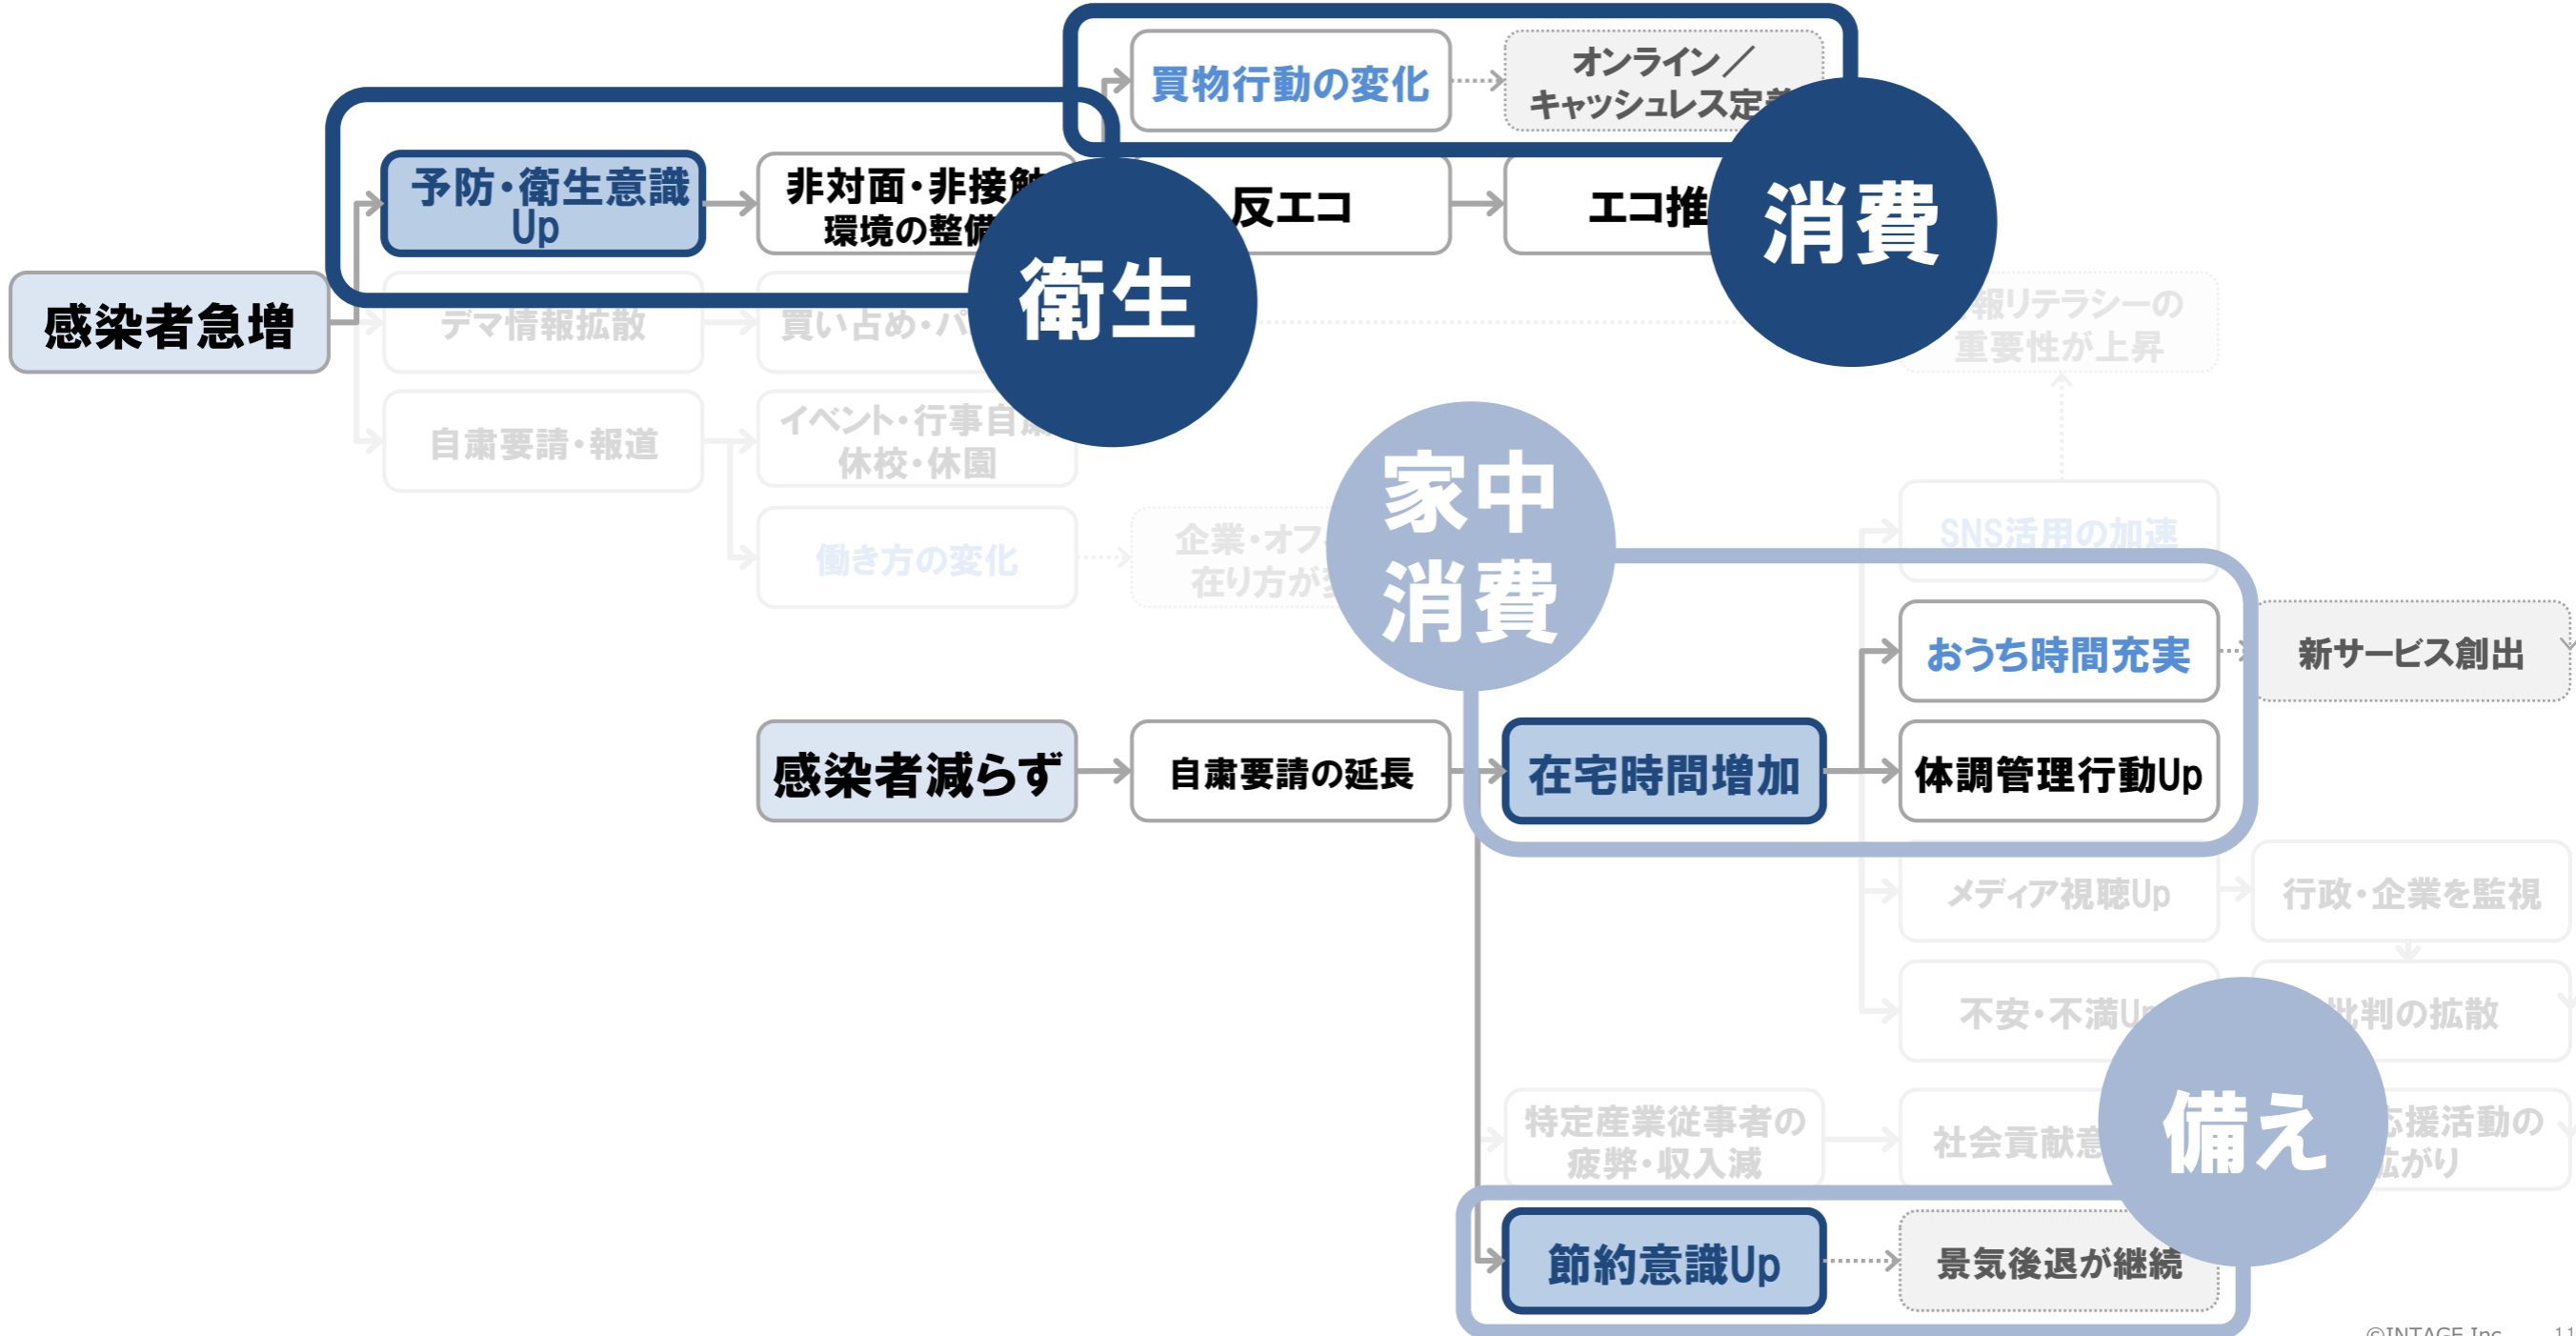 買物行動の変化
オンライン／
キャッシュレス定
予防・衛生意識
Up
非対面・非接触
環境の整備
反エコ
エコ推
消費
衛生
感染者急増
デマ情報拡散
買い占め・パ
報リテラシーの
重要性が上昇
自粛要請・報道
イベント・行事自粛
休校・休園
家中
消費
働き方の変化
企業・オフ
在り方が変
SNS活用の加速
おうち時間充実
新サービス創出
感染者減らず
自粛要請の延長
在宅時間増加
体調管理行動Up
メディア視聴Up
行政・企業を監視
不安・不満Up
批判の拡散
特定産業従事者の
疲弊・収入減
社会貢献意
備え
応援活動の
拡がり
節約意識Up
景気後退が継続
©INTAGE Inc.
11